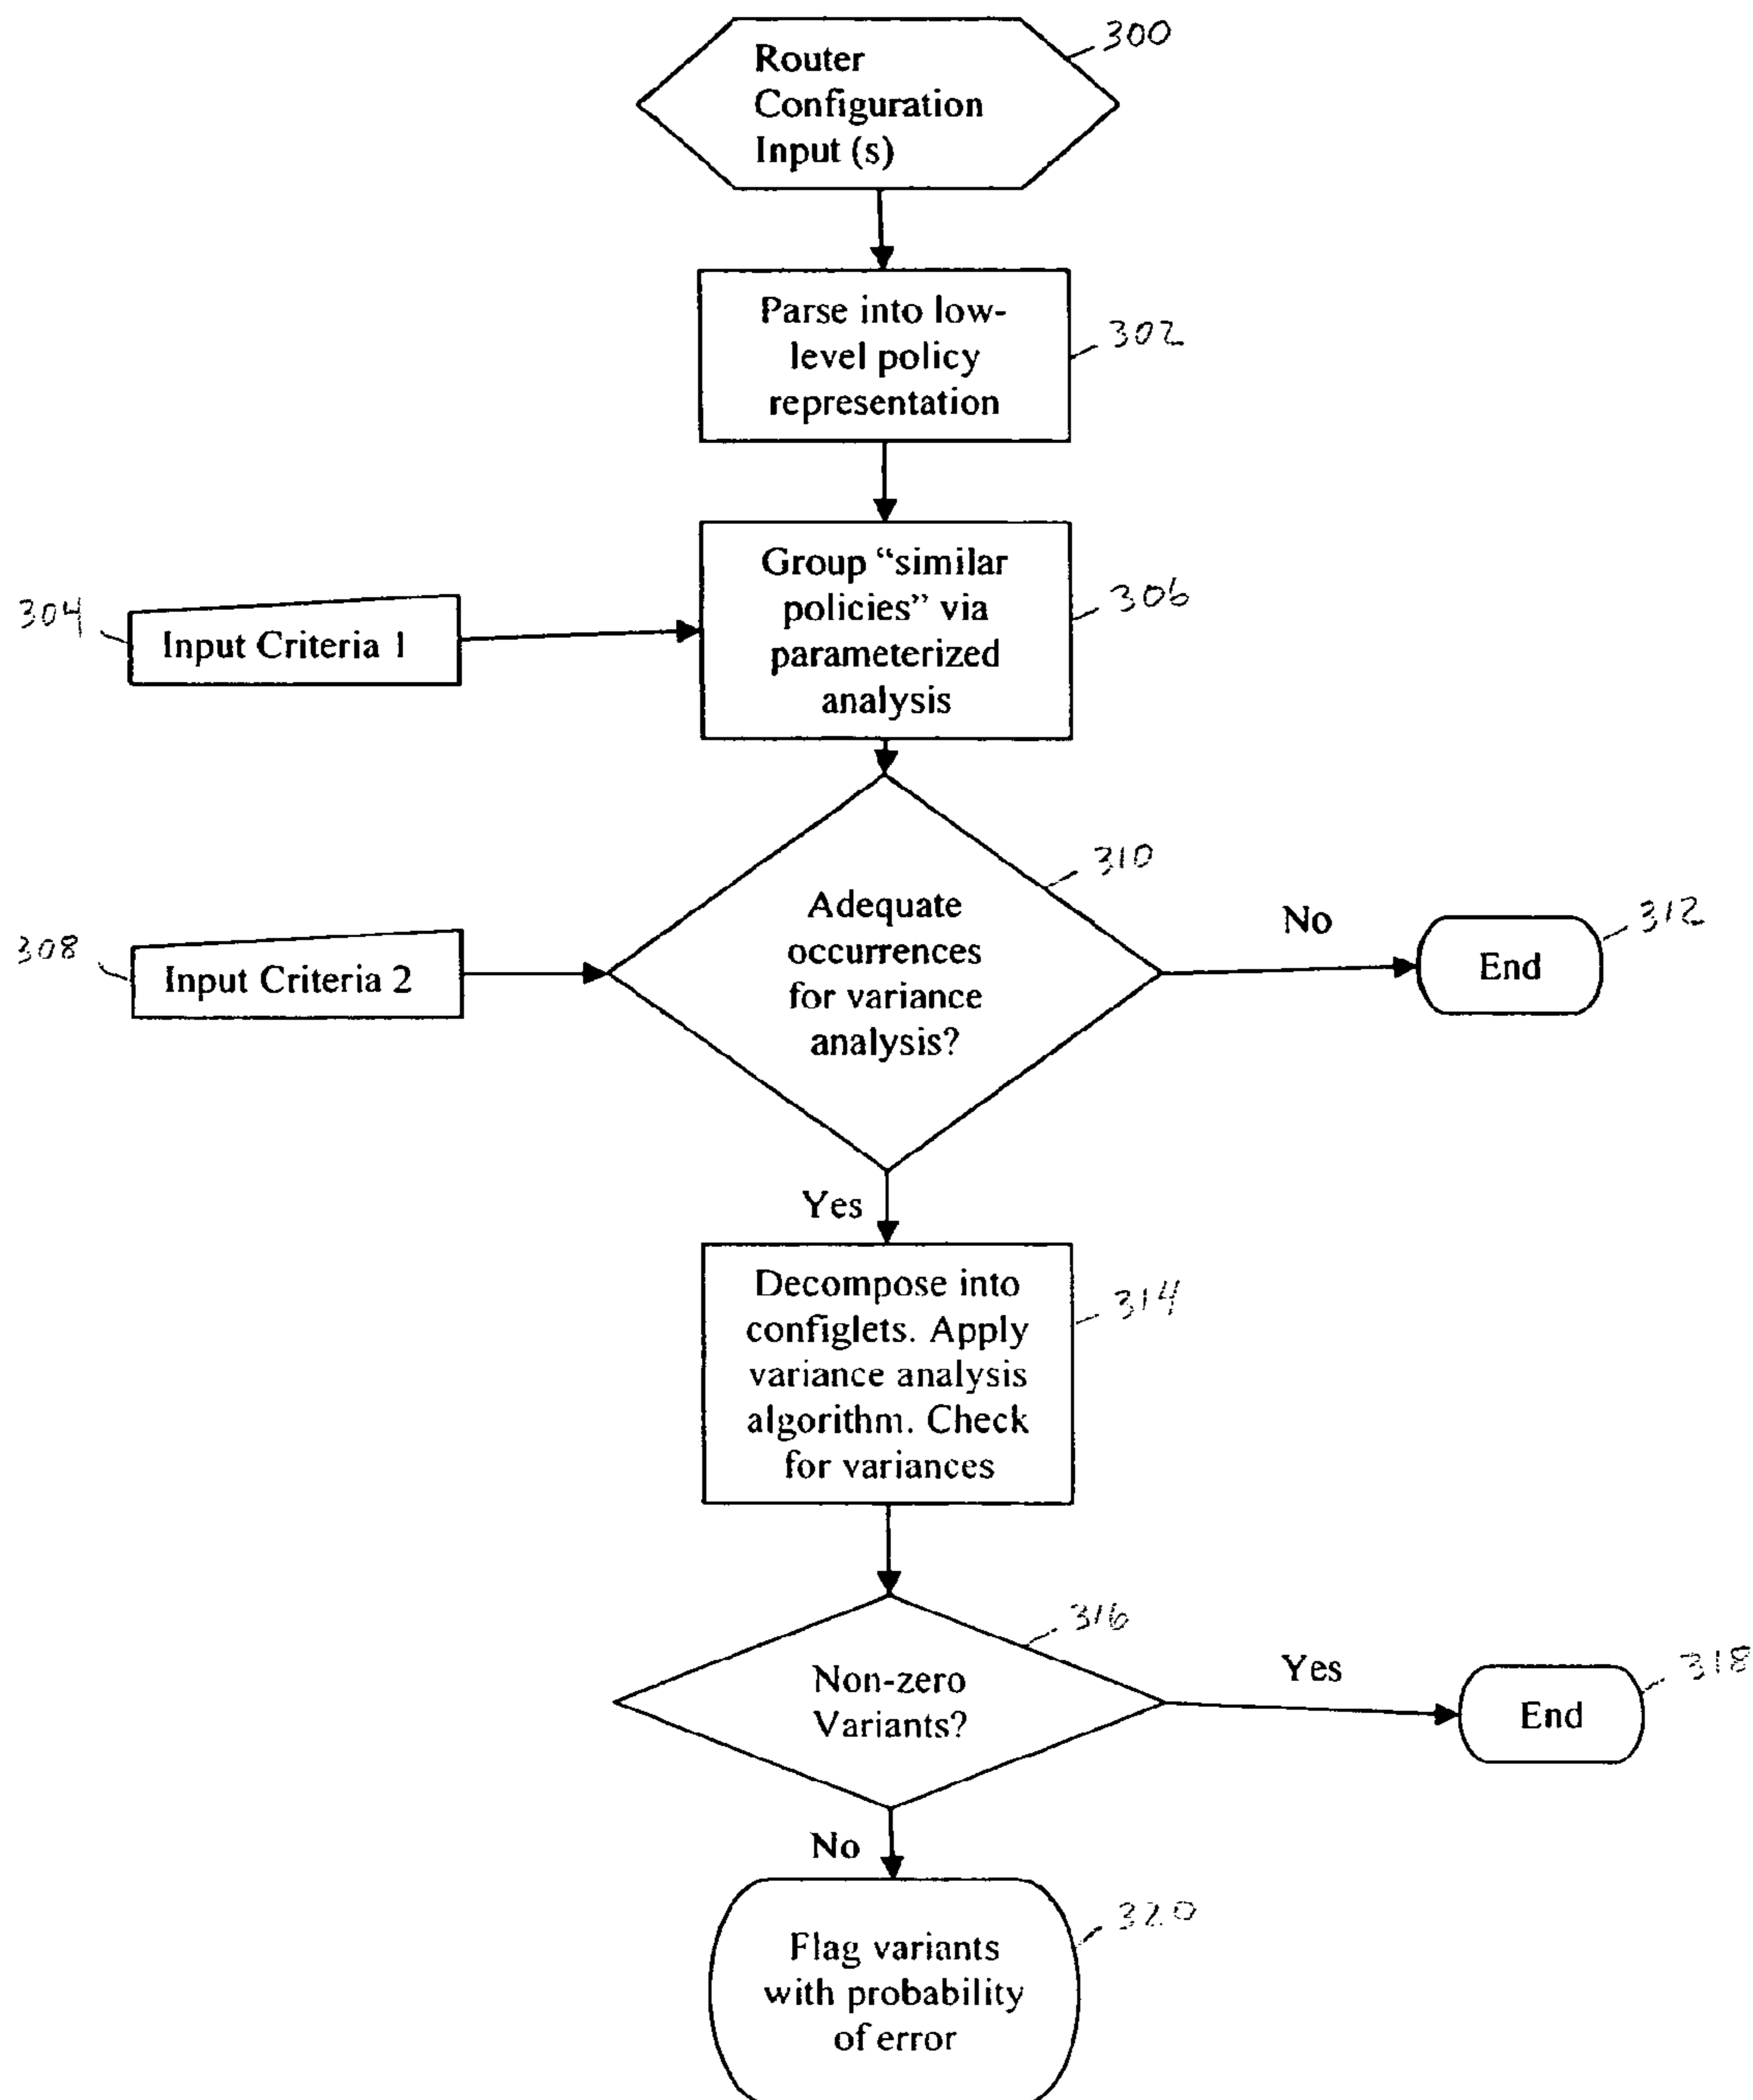 Router
Configuration
Input (s)
300
Parse into low-
level policy
representation
302
304
Input Criteria 1
Group “similar
policies” via
parameterized
analysis
306
308
Input Criteria 2
Adequate
occurrences
for variance
analysis?
310
No
End
312
Yes
Decompose into
configlets. Apply
variance analysis
algorithm. Check
for variances
314
Non-zero
Variants?
316
Yes
End
318
No
Flag variants
with probability
of error
320